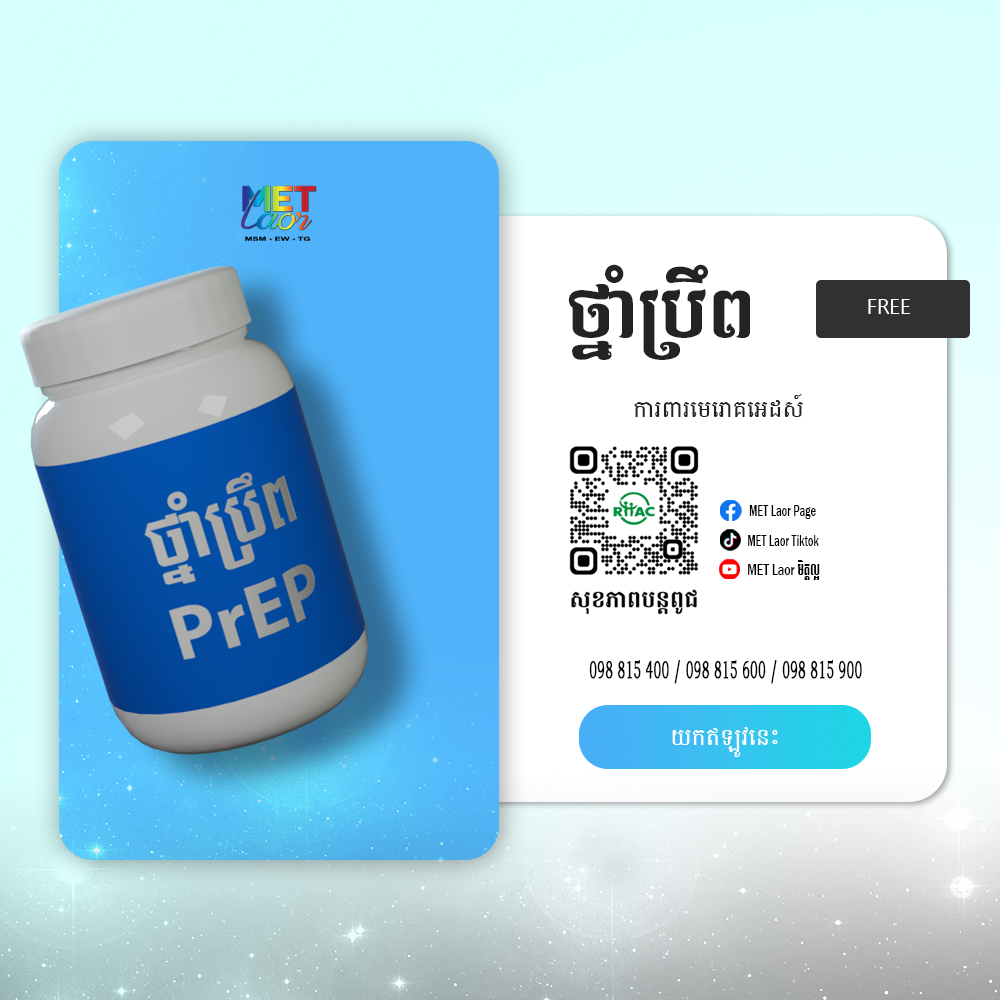 MET
Laor
MSM - EW - TG
ថ្នាំប្រឹព
PrEP
ថ្នាំប្រឹព
FREE
ការពារមេរោគអេដស៍
RHAC
សុខភាពបន្តពូជ
MET Laor Page
MET Laor Tiktok
MET Laor មិត្តល្អ
098 815 400 / 098 815 600 / 098 815 900
យកឥឡូវនេះ